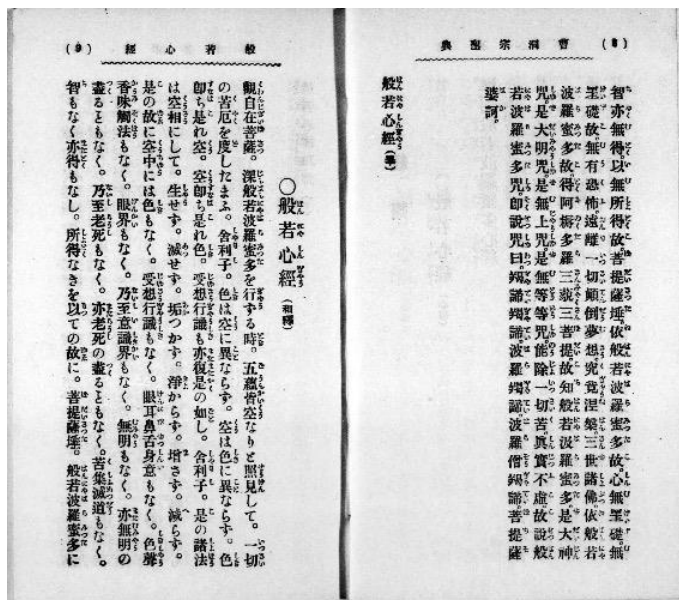 (8) 曹洞宗聖典
智亦無得。以無所得故。菩提薩埵。依般若波羅蜜多故。心無罣礙。無
罣礙故。無有恐怖。遠離一切顛倒夢想。究竟涅槃。三世諸佛。依般若
波羅蜜多故。得阿耨多羅三藐三菩提。故知般若波羅蜜多。是大神
咒。是大明咒。是無上咒。是無等等咒。能除一切苦。眞實不虛。故說般
若波羅蜜多咒。卽說咒曰。羯諦羯諦波羅羯諦。波羅僧羯諦。菩提薩
婆訶。
般若心經(畢)
般若心經 (9)
〇般若心經(和譯)
觀自在菩薩。深般若波羅蜜多を行ずる時。五蘊皆空なりと照見して。一切
の苦厄を度したまふ。舍利子。色は空に異ならず。空は色に異ならず。色
卽ち是れ空。空卽ち是れ色。受想行識も亦復是の如し。舍利子。是の諸法
は空相にして。生せず。滅せず。垢つかず。淨からず。增さず。減らず。
是の故に空中には色もなく。受想行識もなく。眼耳鼻舌身意もなく。色聲
香味觸法もなく。眼界もなく。乃至意識界もなく。無明もなく。亦無明の
盡るともなく。乃至老死もなく。亦老死の盡ることもなく。苦集滅道もなく。
智もなく亦得もなし。所得なきを以ての故に。菩提薩埵。般若波羅蜜多に